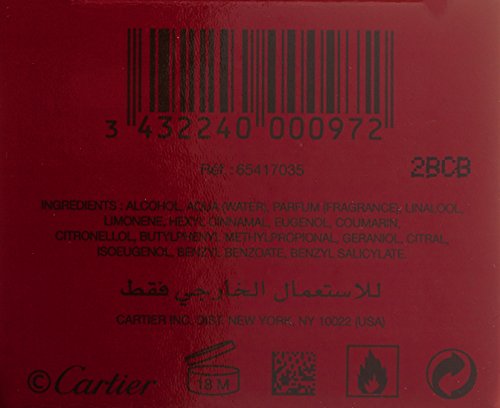 3 432240 000972
Réf : 65417035
2BCB
INGREDIENTS : ALCOHOL, AQUA (WATER), PARFUM (FRAGRANCE), LINALOOL,
LIMONENE, HEXYL CINNAMAL, EUGENOL, COUMARIN,
CITRONELLOL, BUTYLPHENYL METHYLPROPIONAL, GERANIOL, CITRAL,
ISOEUGENOL, BENZYL BENZOATE, BENZYL SALICYLATE.
للاستعمال الخارجي فقط
CARTIER INC. DIST. NEW YORK, NY 10022 (USA)
©Cartier
18 M